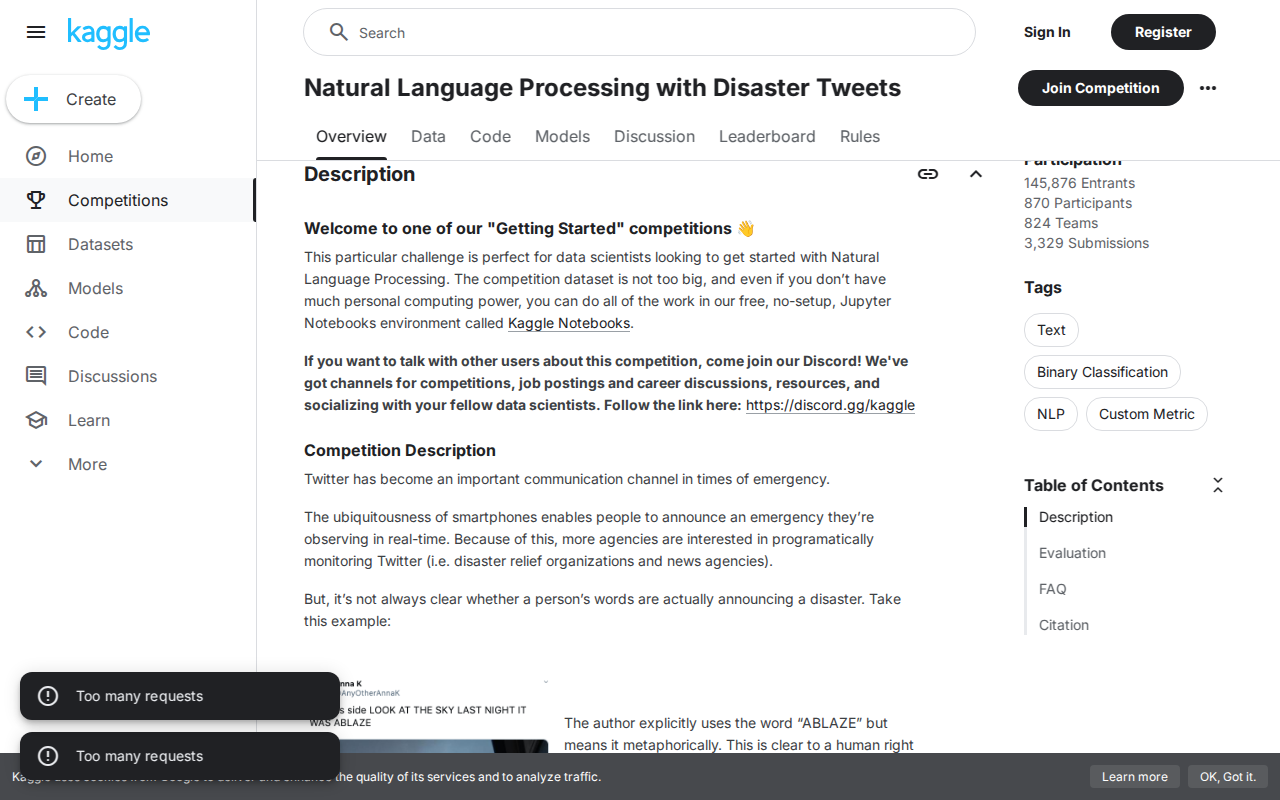 kaggle
Search
Sign In
Register
Create
Natural Language Processing with Disaster Tweets
Join Competition
Overview
Data
Code
Models
Discussion
Leaderboard
Rules
Home
Competitions
Datasets
Models
Code
Discussions
Learn
More
Description
Welcome to one of our "Getting Started" competitions 👋
This particular challenge is perfect for data scientists looking to get started with Natural
Language Processing. The competition dataset is not too big, and even if you don’t have
much personal computing power, you can do all of the work in our free, no-setup, Jupyter
Notebooks environment called Kaggle Notebooks.
If you want to talk with other users about this competition, come join our Discord! We've
got channels for competitions, job postings and career discussions, resources, and
socializing with your fellow data scientists. Follow the link here: https://discord.gg/kaggle
Competition Description
Twitter has become an important communication channel in times of emergency.
The ubiquitousness of smartphones enables people to announce an emergency they’re
observing in real-time. Because of this, more agencies are interested in programatically
monitoring Twitter (i.e. disaster relief organizations and news agencies).
But, it’s not always clear whether a person’s words are actually announcing a disaster. Take
this example:
nna K
AnyOtherAnnaK
s side LOOK AT THE SKY LAST NIGHT IT
WAS ABLAZE
The author explicitly uses the word “ABLAZE” but
means it metaphorically. This is clear to a human right
Participation
145,876 Entrants
870 Participants
824 Teams
3,329 Submissions
Tags
Text
Binary Classification
NLP
Custom Metric
Table of Contents
Description
Evaluation
FAQ
Citation
Too many requests
Too many requests
the quality of its services and to analyze traffic.
Learn more
OK, Got it.